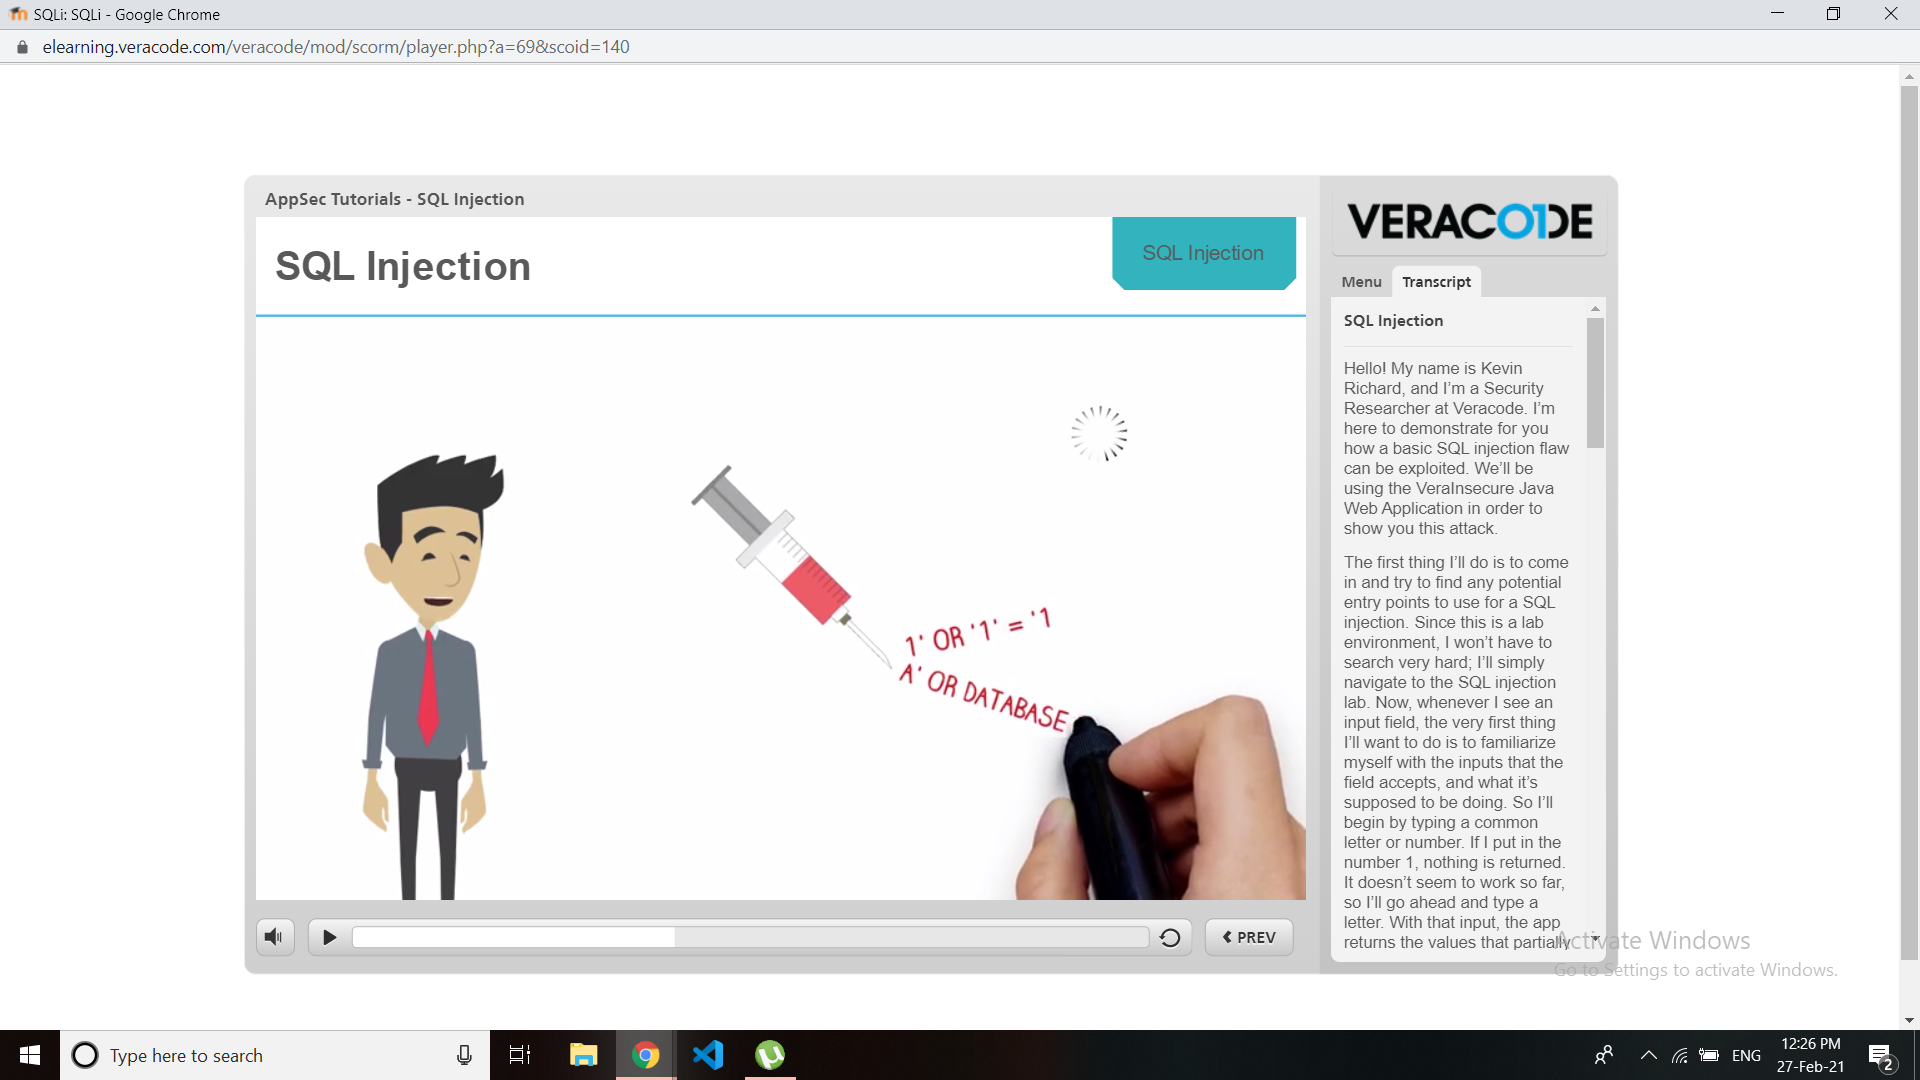 SQLi: SQLi - Google Chrome
elearning.veracode.com/veracode/mod/scorm/player.php?a=69&scoid=140
AppSec Tutorials - SQL Injection
SQL Injection
SQL Injection
1' OR '1' = '1
A' OR DATABASE
PREV
VERACODE
Menu
Transcript
SQL Injection
Hello! My name is Kevin
Richard, and I'm a Security
Researcher at Veracode. I'm
here to demonstrate for you
how a basic SQL injection flaw
can be exploited. We'll be
using the VeraInsecure Java
Web Application in order to
show you this attack.
The first thing I'll do is to come
in and try to find any potential
entry points to use for a SQL
injection. Since this is a lab
environment, I won't have to
search very hard; I'll simply
navigate to the SQL injection
lab. Now, whenever I see an
input field, the very first thing
I'll want to do is to familiarize
myself with the inputs that the
field accepts, and what it's
supposed to be doing. So I'll
begin by typing a common
letter or number. If I put in the
number 1, nothing is returned.
It doesn't seem to work so far,
so I'll go ahead and type a
letter. With that input, the app
returns the values that partially
Activate Windows
Go to Settings to activate Windows.
Type here to search
ENG
12:26 PM
27-Feb-21
2